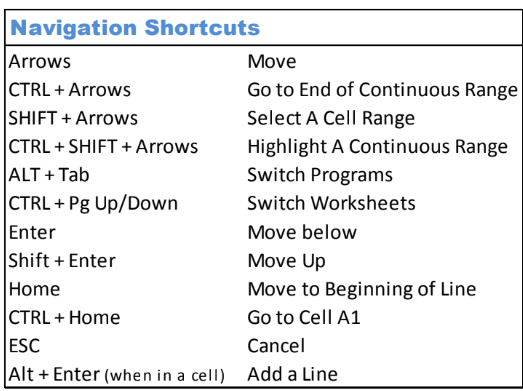 Navigation Shortcuts
Arrows Move
CTRL + Arrows Go to End of Continuous Range
SHIFT + Arrows Select A Cell Range
CTRL + SHIFT + Arrows Highlight A Continuous Range
ALT + Tab Switch Programs
CTRL + Pg Up/Down Switch Worksheets
Enter Move below
Shift + Enter Move Up
Home Move to Beginning of Line
CTRL + Home Go to Cell A1
ESC Cancel
Alt + Enter (when in a cell) Add a Line